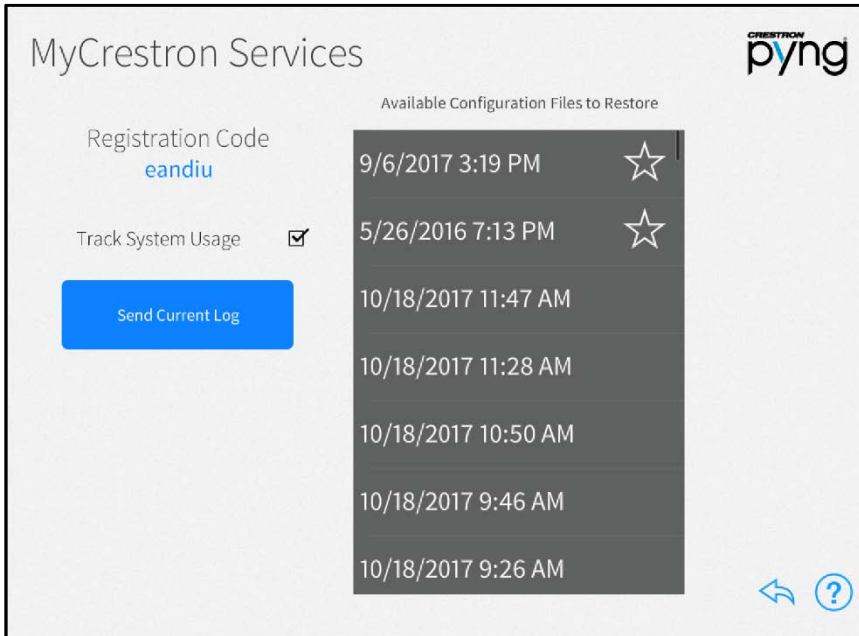 MyCrestron Services
CRESTRON
pyng
Registration Code
eandiu
Track System Usage
Send Current Log
Available Configuration Files to Restore
9/6/2017 3:19 PM
5/26/2016 7:13 PM
10/18/2017 11:47 AM
10/18/2017 11:28 AM
10/18/2017 10:50 AM
10/18/2017 9:46 AM
10/18/2017 9:26 AM
?